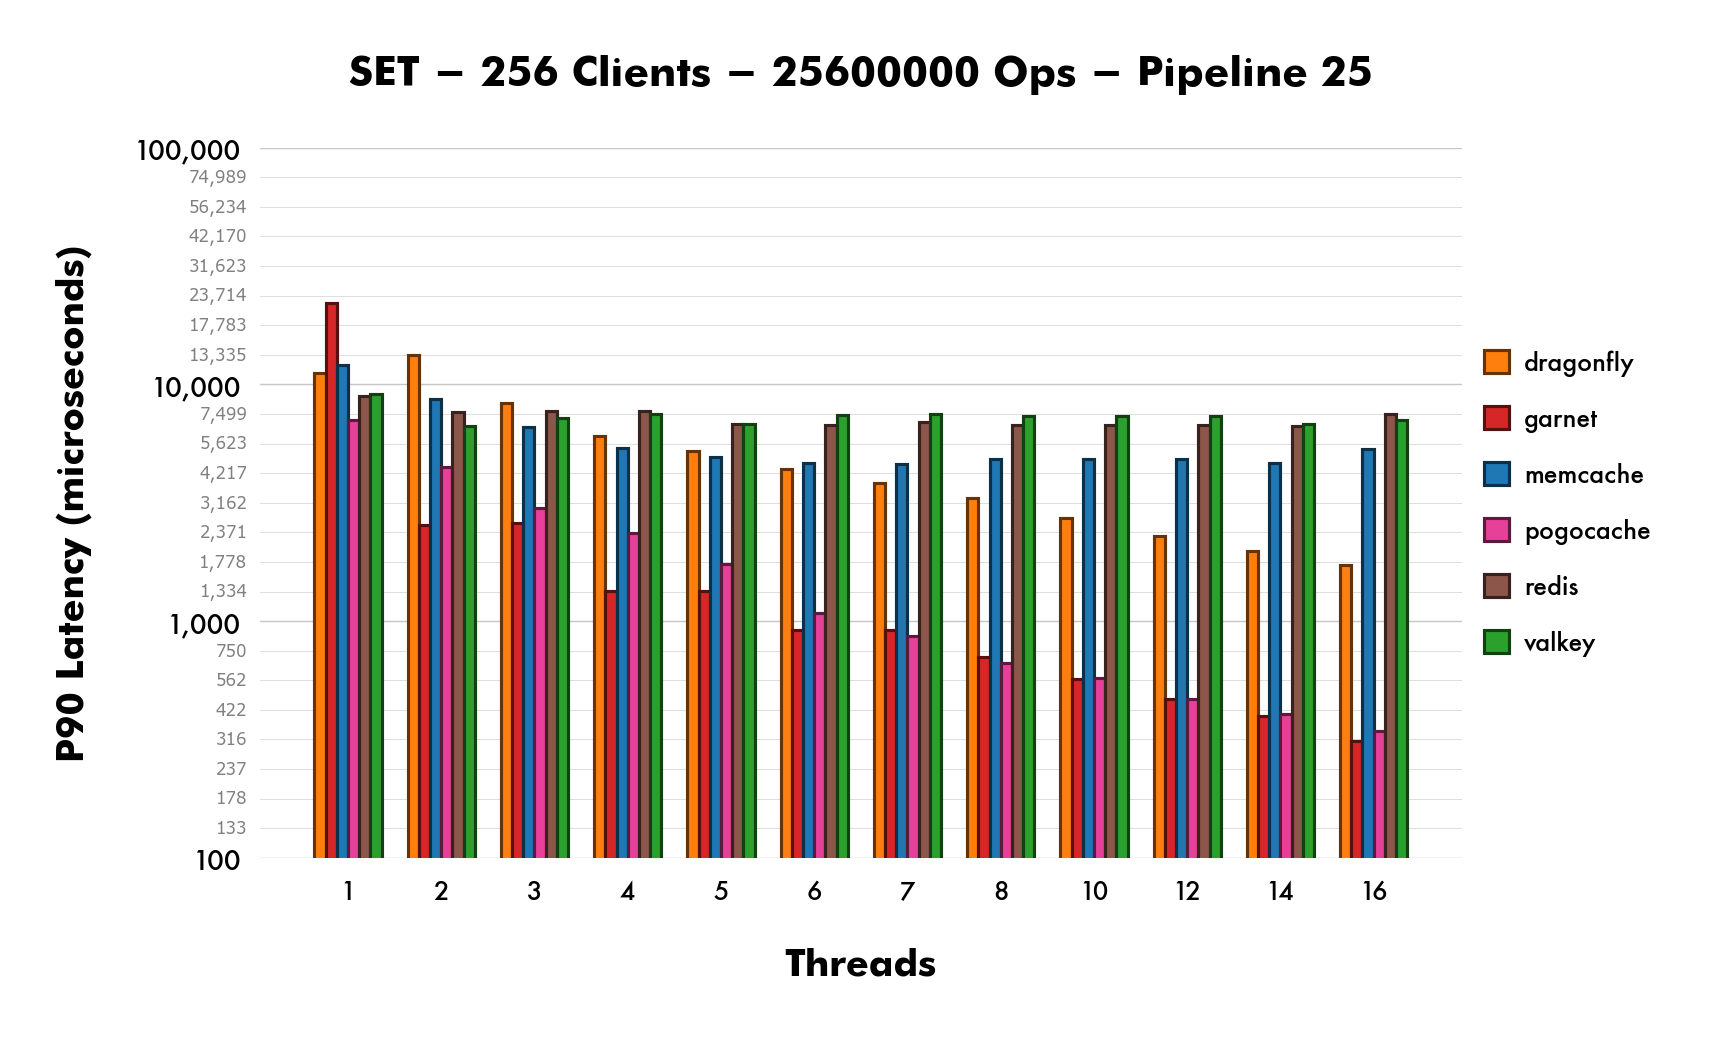 SET – 256 Clients – 25600000 Ops – Pipeline 25
P90 Latency (microseconds)
100,000
74,989
56,234
42,170
31,623
23,714
17,783
13,335
10,000
7,499
5,623
4,217
3,162
2,371
1,778
1,334
1,000
750
562
422
316
237
178
133
100
1 2 3 4 5 6 7 8 10 12 14 16
Threads
dragonfly
garnet
memcache
pogocache
redis
valkey